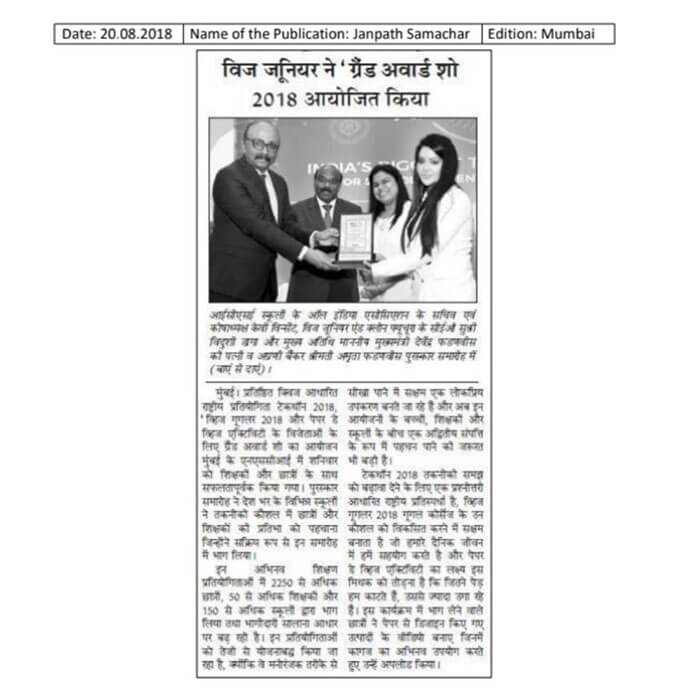 Date: 20.08.2018 Name of the Publication: Janpath Samachar Edition: Mumbai
विज जूनियर ने ‘ग्रैंड अवार्ड शो
2018 आयोजित किया
INDIA'S BIGG T
OR &
आईसीएसई स्कूलों के ऑल इंडिया एसोसिएशन के सचिव एवं
कोषाध्यक्ष केवी विन्सेंट, विज जूनियर एंड क्लोन फ्यूचुरा के सीईओ सुश्री
विदुशी डागा और मुख्य अतिथि माननीय मुख्यमंत्री देवेंद्र फडणवीस
की पत्नी व अग्रणी बैंकर श्रीमती अमृता फडणवीस पुरस्कार समारोह में
(बाएं से दाएं)।
मुंबई। प्रतिष्ठित क्विज आधारित
राष्ट्रीय प्रतियोगिता टेकथॉन 2018,
‘व्हिज गूगलर 2018 और पेपर डे
व्हिज एक्टिविटी के विजेताओं के
लिए ग्रैंड अवार्ड शो का आयोजन
मुंबई के एनएससीआई में शनिवार
को शिक्षकों और छात्रों के साथ
सफलतापूर्वक किया गया। पुरस्कार
समारोह ने देश भर के विभिन्न स्कूलों
ने तकनीकी कौशल में छात्रों और
शिक्षकों की प्रतिभा को पहचाना
जिन्होंने सक्रिय रूप से इन समारोह
में भाग लिया।
इन अभिनव शिक्षण
प्रतियोगिताओं में 2250 से अधिक
छात्रों, 50 से अधिक शिक्षकों और
150 से अधिक स्कूलों द्वारा भाग
लिया तथा भागीदारी सालाना आधार
पर बढ़ रही है। इन प्रतियोगिताओं
को तेजी से योजनाबद्ध किया जा
रहा है, क्योंकि वे मनोरंजक तरीके से
सीखा पाने में सक्षम एक लोकप्रिय
उपकरण बनते जा रहे हैं और अब इन
आयोजनों के बच्चों, शिक्षकों और
स्कूलों के बीच एक अद्वितीय संपत्ति
के रूप में पहचान पाने की जरूरत
भी बढ़ी है।
टेकथॉन 2018 तकनीकी समझ
को बढ़ावा देने के लिए एक प्रश्नोत्तरी
आधारित राष्ट्रीय प्रतिस्पर्धा है, व्हिज
गूगलर 2018 गूगल कोर्सेज के उन
कौशल को विकसित करने में सक्षम
बनाता है जो हमारे दैनिक जीवन
में हमें सहयोग करते है और पेपर
डे व्हिज एक्टिविटी का लक्ष्य इस
मिथक को तोड़ना है कि जितने पेड़
हम काटते हैं, उससे ज्यादा उगा रहे
हैं। इस कार्यक्रम में भाग लेने वाले
छात्रों ने पेपर से डिजाइन किए गए
उत्पादों के वीडियो बनाए जिनमें
कागज का अभिनव उपयोग करते
हुए उन्हें अपलोड किया।